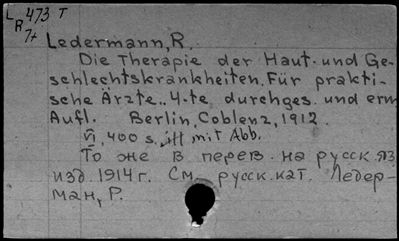 L 473 T
R
7+
Ledermann, R.
Die Therapie der Haut- und Ge-
schlechtskrankheiten. Für prakti-
sche Ärzte.. 4-te, durchges. und erw
Aufl. Berlin, Coblenz, 1912.
VI, 400 s. ill mit Abb.
То же в перев. на русск. яз
изд. 1914 г. См. русск. кат. Ледер-
ман, Р.